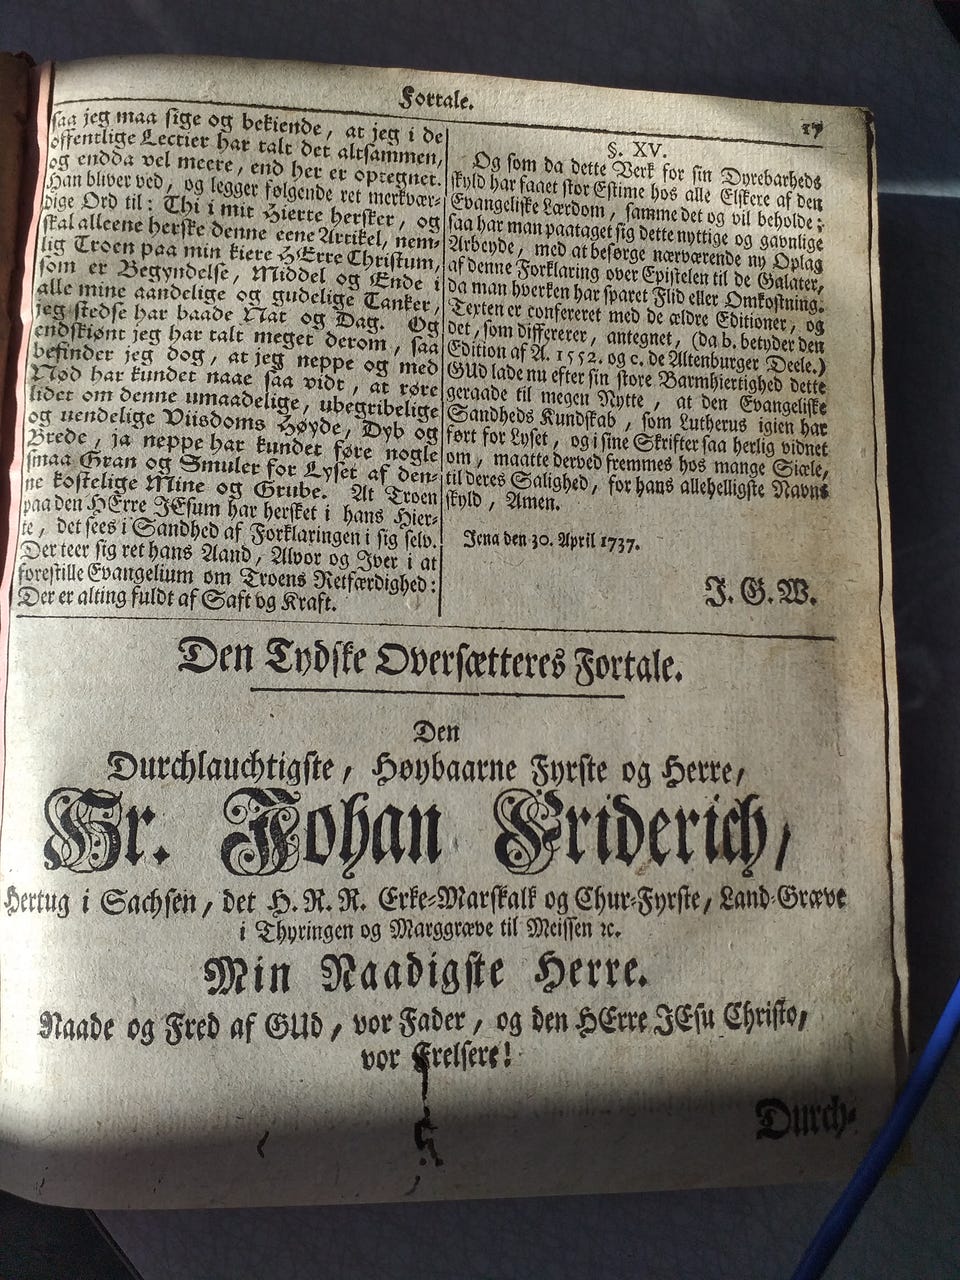 Fortale.
17
saa jeg maa sige og bekiende, at jeg i de
offentlige Lectier har talt det altsammen,
og endda vel meere, end her er optegnet.
Han bliver ved, og legger følgende ret merkvær-
dige Ord til: Thi i mit Hierte hersker, og
skal alleene herske denne eene Artikel, nem-
lig Troen paa min kiere HErre Christum,
som er Begyndelse, Middel og Ende i
alle mine aandelige og gudelige Tanker,
jeg stedse har baade Nat og Dag. Og
endskiønt jeg har talt meget derom, saa
befinder jeg dog, at jeg neppe og med
Nød har kundet naae saa vidt, at røre
lidet om denne umaadelige, ubegribelige
og uendelige Viisdoms Høyde, Dyb og
Brede, ja neppe har kundet føre nogle
smaa Gran og Smuler for Lyset af den-
ne kostelige Mine og Grube. At Troen
paa den HErre JEsum har hersket i hans Hier-
te, det sees i Sandhed af Forklaringen i sig selv.
Der teer sig ret hans Aand, Alvor og Iver i at
forestille Evangelium om Troens Retfærdighed:
Der er alting fuldt af Saft og Kraft.
§. XV.
Og som da dette Verk for sin Dyrebarheds
skyld har faaet stor Estime hos alle Elskere af den
Evangeliske Lærdom, samme det og vil beholde;
saa har man paataget sig dette nyttige og gavnlige
Arbeyde, med at besørge nærværende ny Oplag
af denne Forklaring over Epistelen til de Galater,
da man hverken har sparet Flid eller Omkostning.
Texten er confereret med de ældre Editioner, og
det, som differerer, antegnet, (da b. betyder den
Edition af A. 1552. og c. de Altenburger Deele.)
GUd lade nu efter sin store Barmhiertighed dette
geraade til megen Nytte, at den Evangeliske
Sandheds Kundskab, som Lutherus igien har
ført for Lyset, og i sine Skrifter saa herlig vidnet
om, maatte derved fremmes hos mange Siæle,
til deres Salighed, for hans allehelligste Navns
skyld, Amen.
Jena den 30. April 1737.
J. G. W.
Den Tydske Oversætteres Fortale.
Den
Durchlauchtigste, Høybaarne Fyrste og Herre,
Hr. Johan Friderich,
Hertug i Sachsen, det H. R. R. Erke-Marskalk og Chur-Fyrste, Land-Græve
i Thyringen og Marggræve til Meissen ꝛc.
Min Naadigste Herre.
Naade og Fred af GUd, vor Fader, og den HErre JEsu Christo,
vor Frelsere!
Durch-